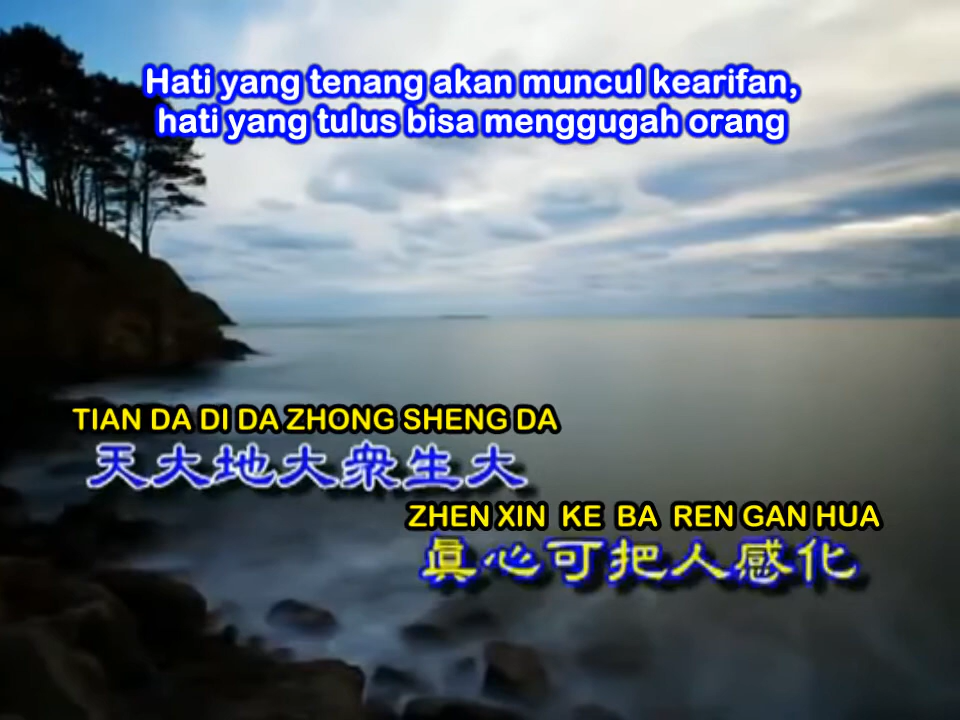 Hati yang tenang akan muncul kearifan,
hati yang tulus bisa menggugah orang
TIAN DA DI DA ZHONG SHENG DA
天大地大衆生大
ZHEN XIN KE BA REN GAN HUA
眞心可把人感化